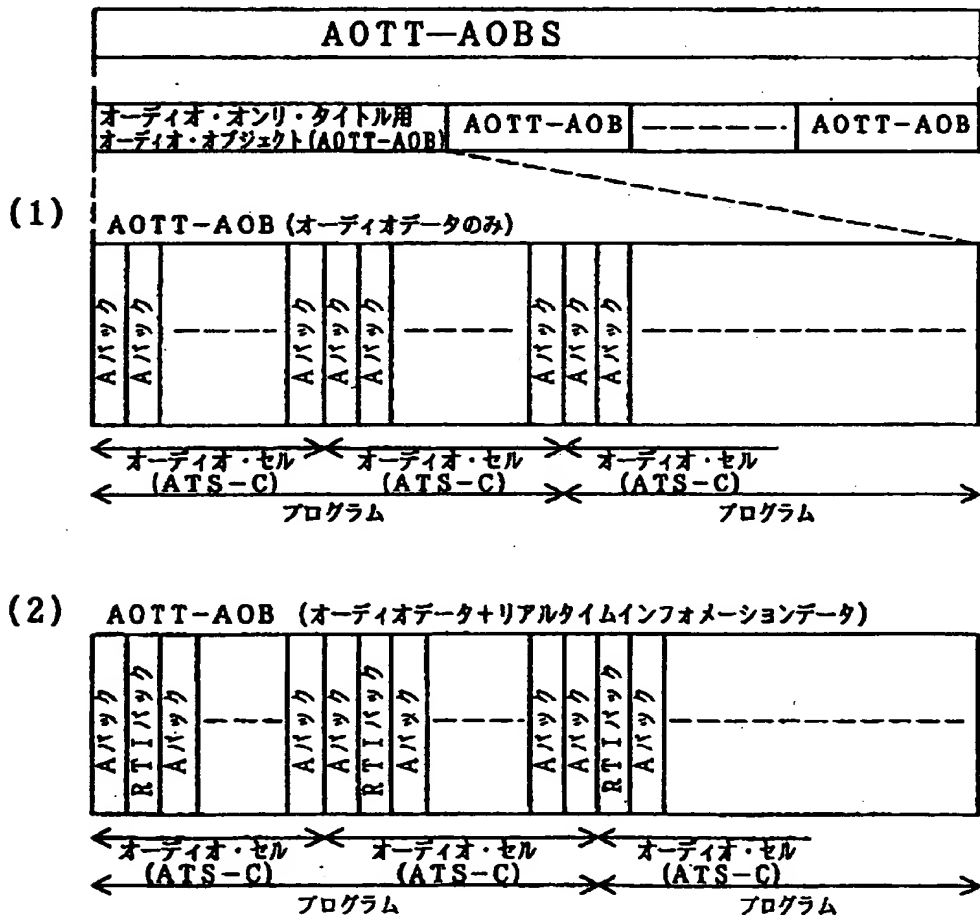 AOTT-AOBS
オーディオ・オンリ・タイトル用
オーディオ・オブジェクト(AOTT-AOB)
AOTT-AOB
AOTT-AOB
(1)
AOTT-AOB (オーディオデータのみ)
Aパック
Aパック
Aパック
Aパック
Aパック
Aパック
Aパック
Aパック
オーディオ・セル
(ATS-C)
オーディオ・セル
(ATS-C)
オーディオ・セル
(ATS-C)
プログラム
プログラム
(2)
AOTT-AOB (オーディオデータ+リアルタイムインフォメーションデータ)
Aパック
RTIパック
Aパック
Aパック
Aパック
RTIパック
Aパック
Aパック
Aパック
RTIパック
Aパック
オーディオ・セル
(ATS-C)
オーディオ・セル
(ATS-C)
オーディオ・セル
(ATS-C)
プログラム
プログラム